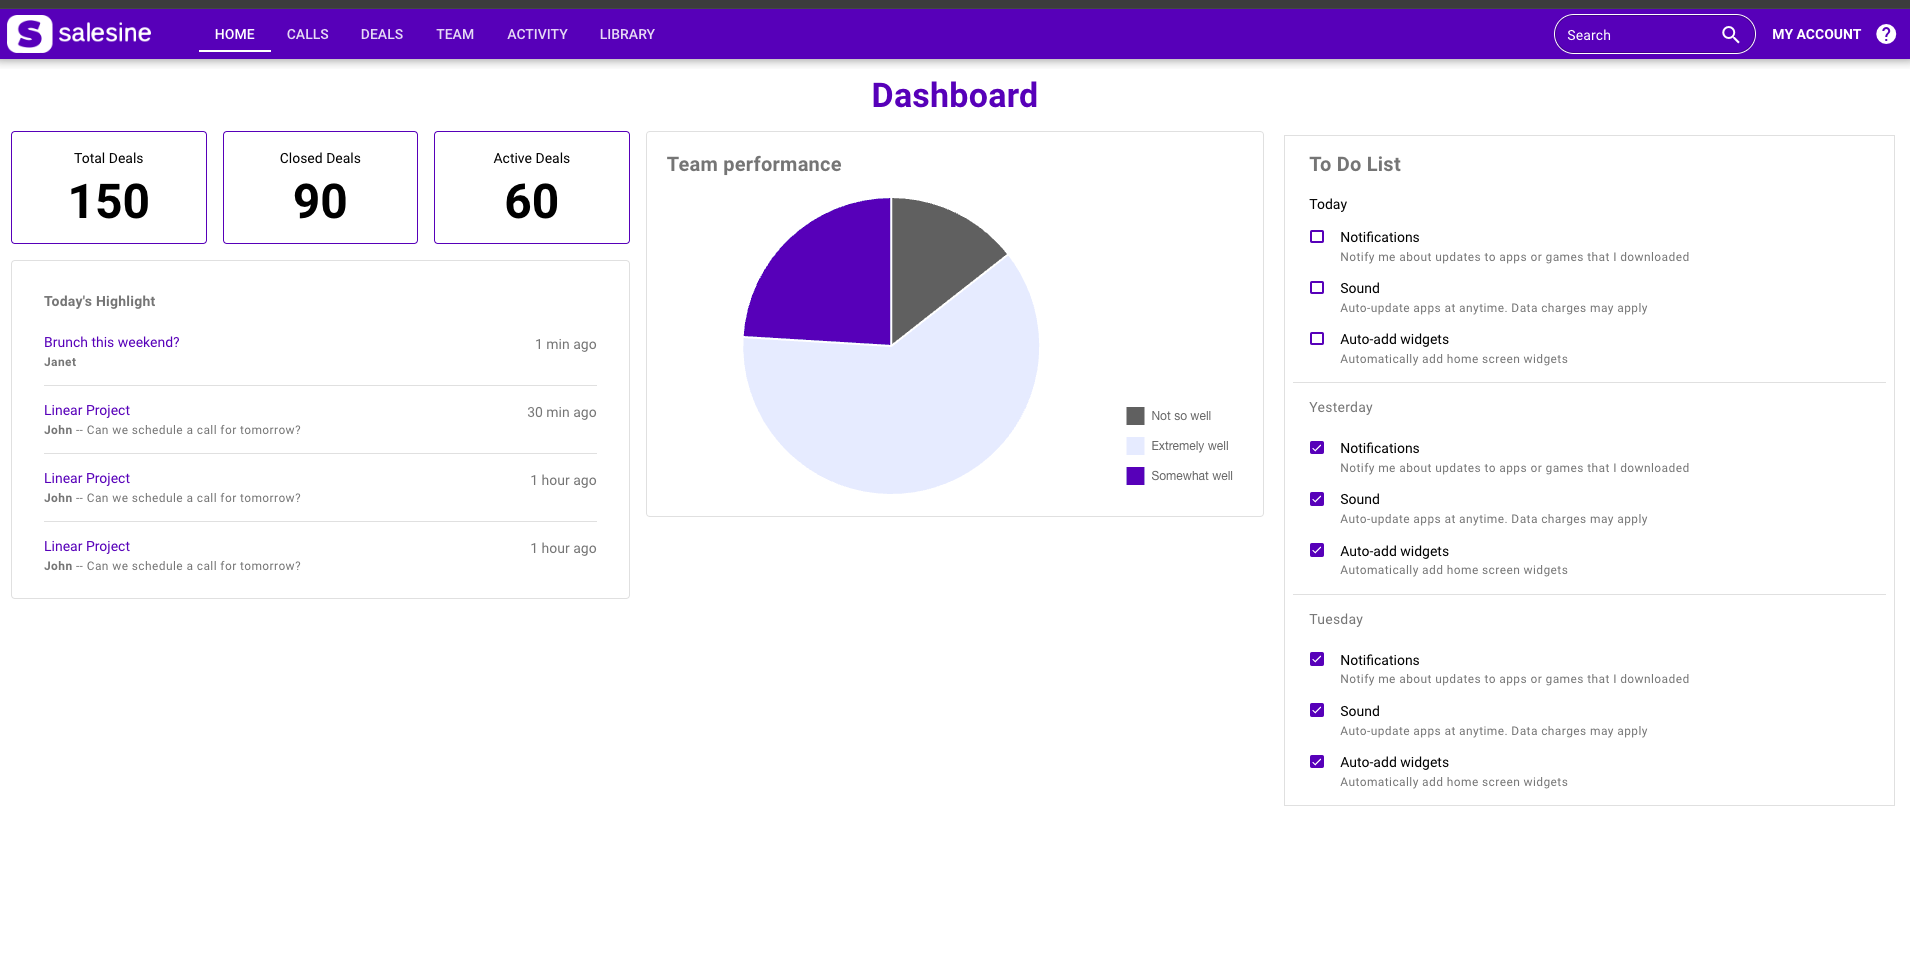 salesine
HOME CALLS DEALS TEAM ACTIVITY LIBRARY
Search
MY ACCOUNT
?
Dashboard
Total Deals
150
Closed Deals
90
Active Deals
60
Today's Highlight
Brunch this weekend?
1 min ago
Janet
Linear Project
30 min ago
John -- Can we schedule a call for tomorrow?
Linear Project
1 hour ago
John -- Can we schedule a call for tomorrow?
Linear Project
1 hour ago
John -- Can we schedule a call for tomorrow?
Team performance
Not so well
Extremely well
Somewhat well
To Do List
Today
Notifications
Notify me about updates to apps or games that I downloaded
Sound
Auto-update apps at anytime. Data charges may apply
Auto-add widgets
Automatically add home screen widgets
Yesterday
Notifications
Notify me about updates to apps or games that I downloaded
Sound
Auto-update apps at anytime. Data charges may apply
Auto-add widgets
Automatically add home screen widgets
Tuesday
Notifications
Notify me about updates to apps or games that I downloaded
Sound
Auto-update apps at anytime. Data charges may apply
Auto-add widgets
Automatically add home screen widgets